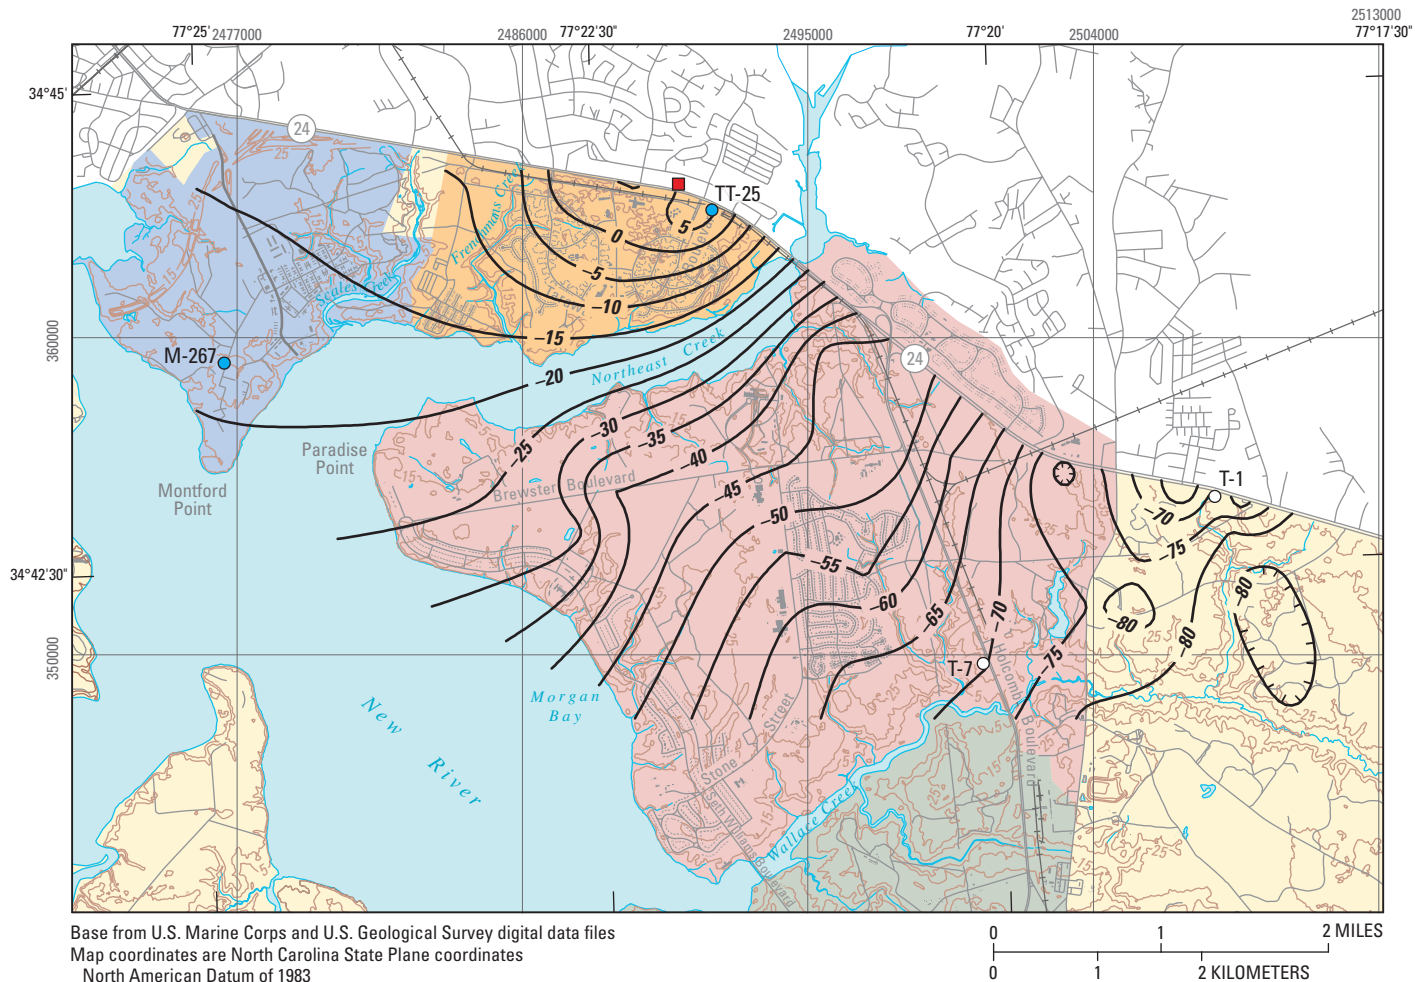 2513000
77°25'
2477000
2486000
77°22'30"
2495000
77°20'
2504000
77°17'30"
34°45'
24
25
15
TT-25
Frenchmans Creek
5
0
−5
−10
−15
Scales Creek
M-267
360000
24
Northeast Creek
−20
−25
−30
−35
−40
−45
−50
−55
−60
−65
−70
−75
Paradise
Point
Montford
Point
Brewster Boulevard
15
T-1
−70
−75
−80
−80
−80
25
34°42'30"
350000
T-7
Holcomb Boulevard
Morgan
Bay
New
River
Stone Street
Wallace Creek
25
Base from U.S. Marine Corps and U.S. Geological Survey digital data files
Map coordinates are North Carolina State Plane coordinates
North American Datum of 1983
0 1 2 MILES
0 1 2 KILOMETERS